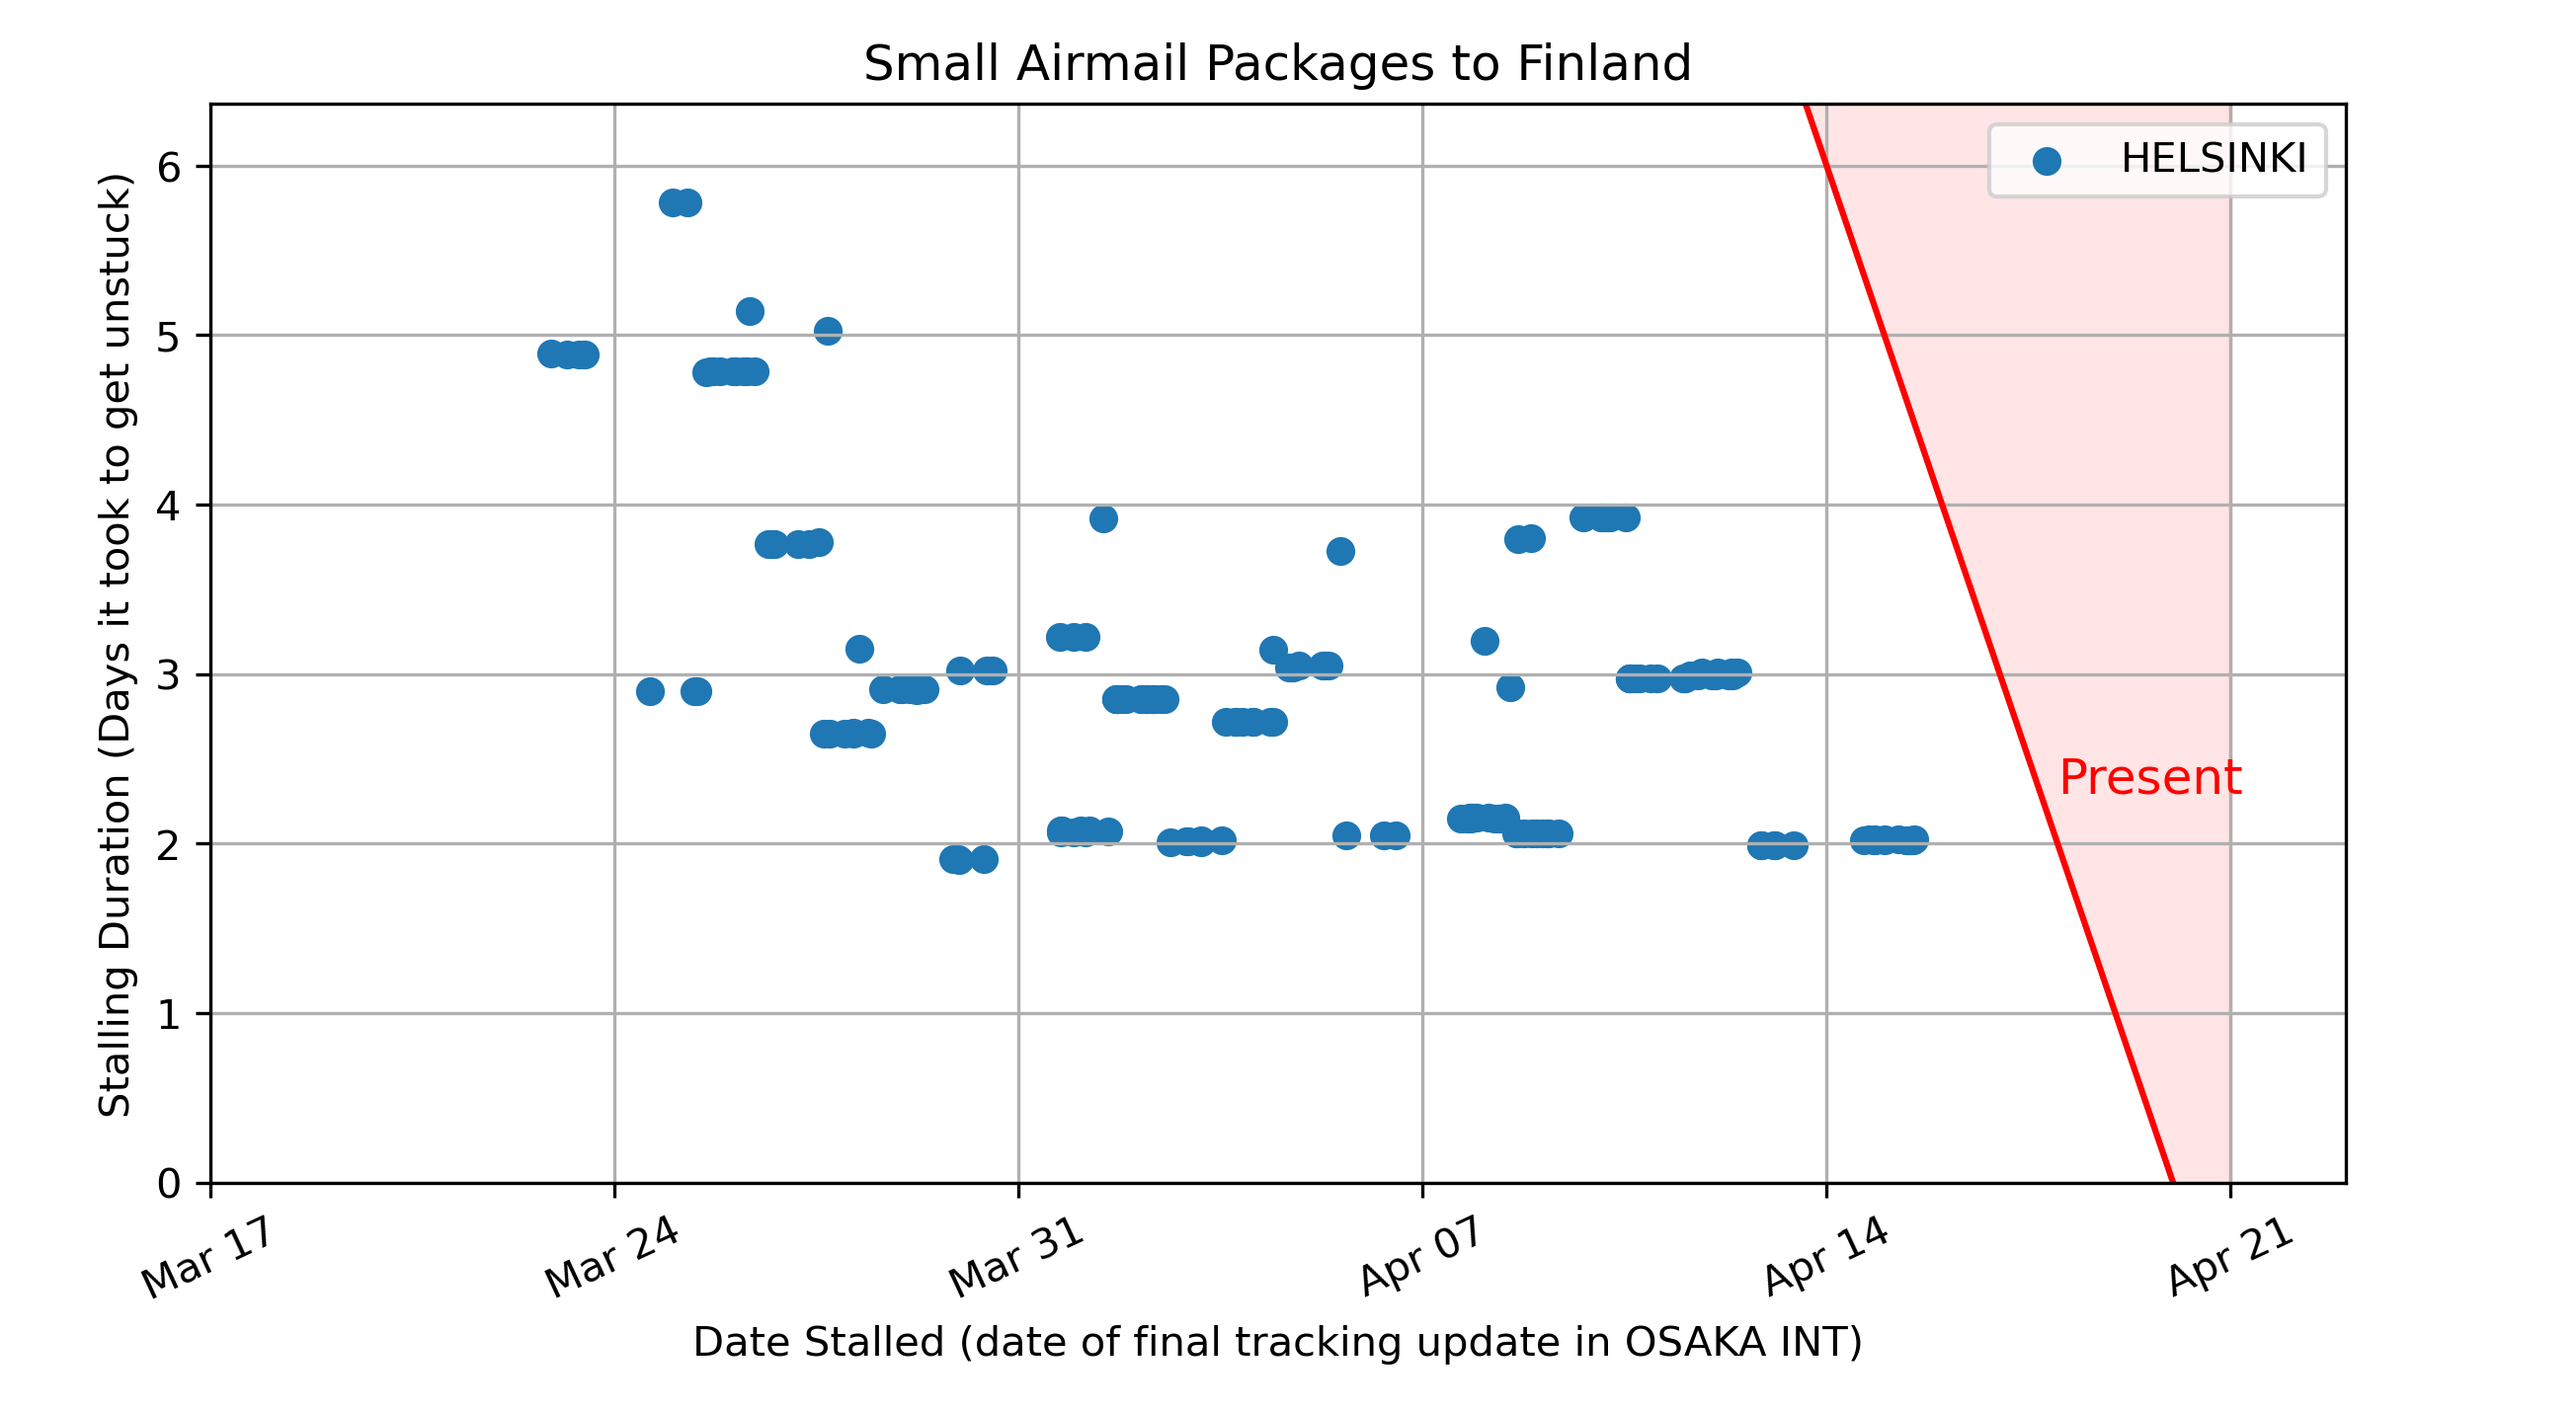 Small Airmail Packages to Finland
HELSINKI
6
5
4
3
2
1
0
Stalling Duration (Days it took to get unstuck)
Present
Mar 17
Mar 24
Mar 31
Apr 07
Apr 14
Apr 21
Date Stalled (date of final tracking update in OSAKA INT)